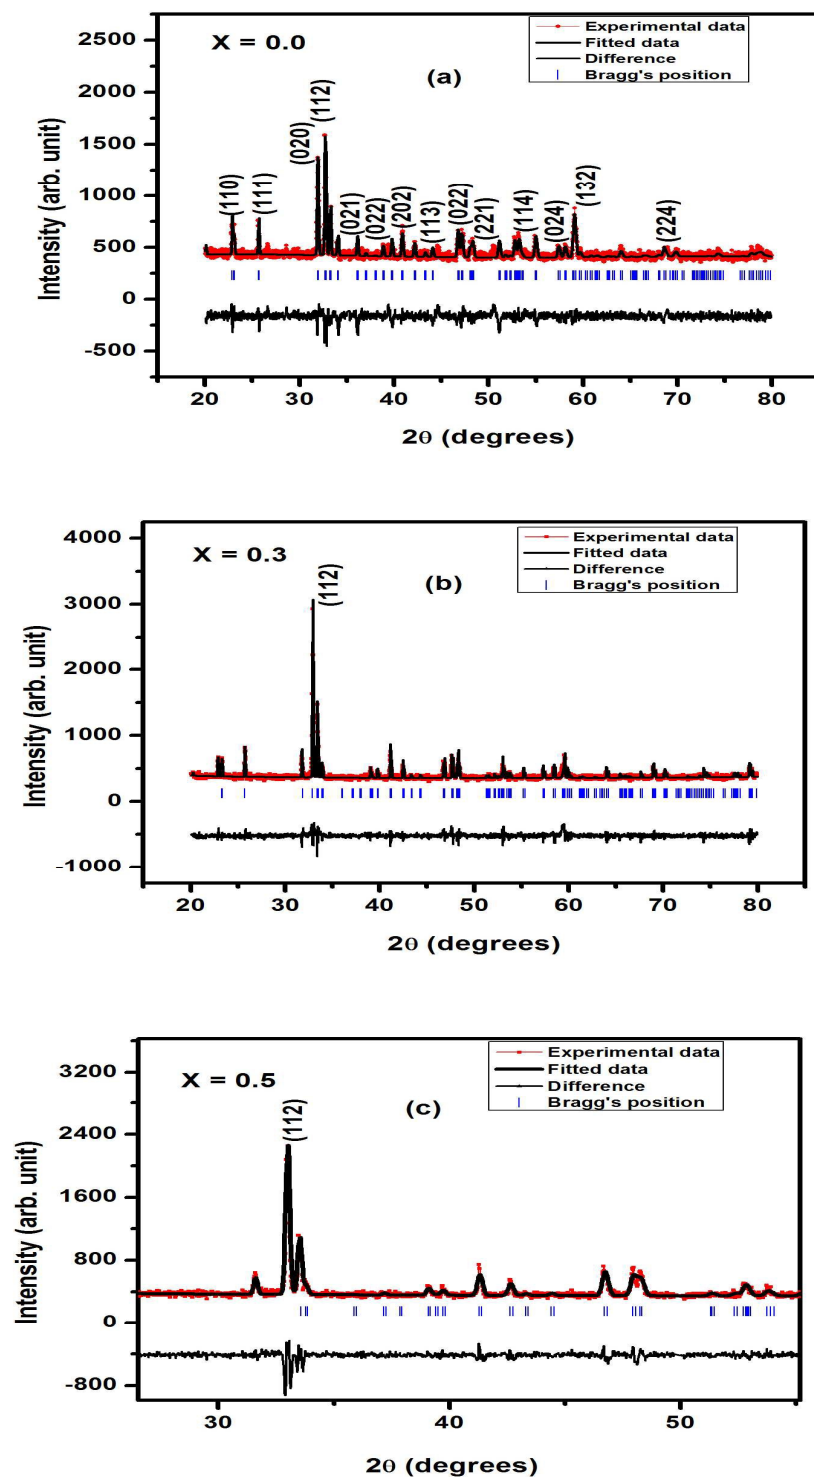 X = 0.0
Experimental data
Fitted data
Difference
Bragg's position
(a)
(110)
(111)
(020)
(112)
(021)
(022)
(202)
(113)
(022)
(221)
(114)
(024)
(132)
(224)
2500
2000
1500
1000
500
0
-500
Intensity (arb. unit)
20 30 40 50 60 70 80
2θ (degrees)
X = 0.3
Experimental data
Fitted data
Difference
Bragg's position
(b)
(112)
4000
3000
2000
1000
0
-1000
Intensity (arb. unit)
20 30 40 50 60 70 80
2θ (degrees)
X = 0.5
Experimental data
Fitted data
Difference
Bragg's position
(c)
(112)
3200
2400
1600
800
0
-800
Intensity (arb. unit)
30 40 50
2θ (degrees)